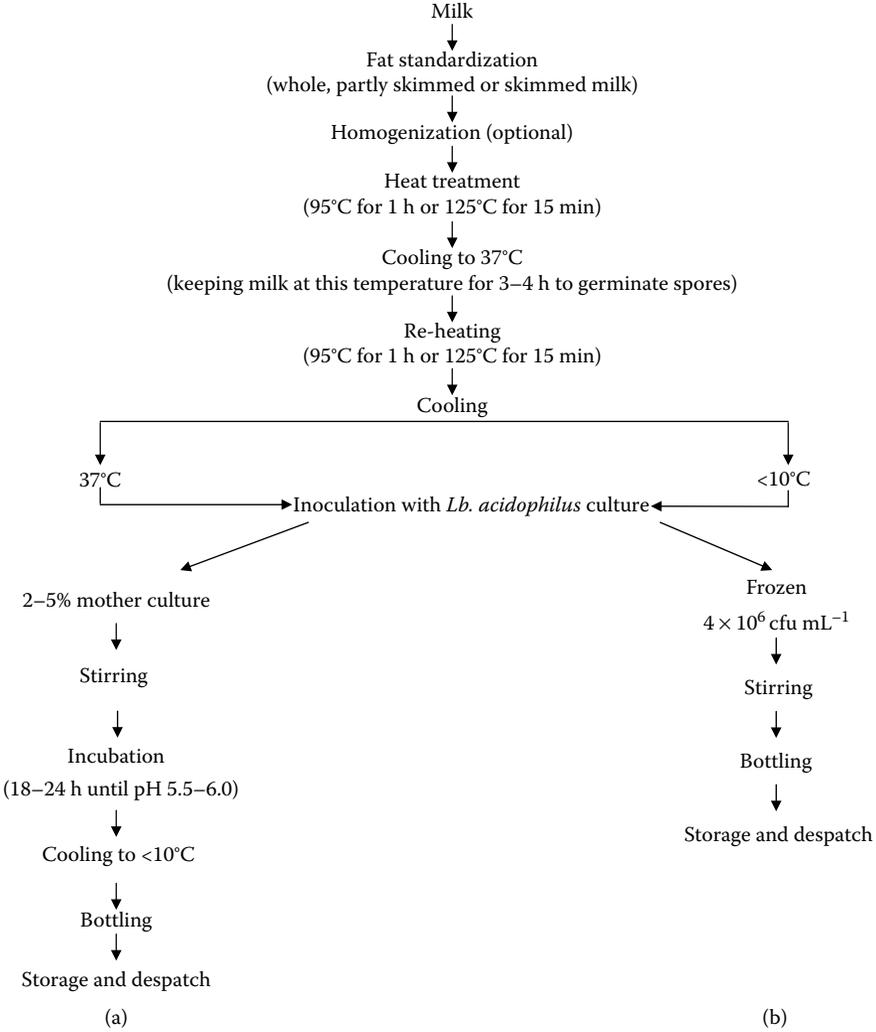 Milk
Fat standardization
(whole, partly skimmed or skimmed milk)
Homogenization (optional)
Heat treatment
(95°C for 1 h or 125°C for 15 min)
Cooling to 37°C
(keeping milk at this temperature for 3–4 h to germinate spores)
Re-heating
(95°C for 1 h or 125°C for 15 min)
Cooling
37°C
<10°C
Inoculation with Lb. acidophilus culture
2–5% mother culture
Stirring
Incubation
(18–24 h until pH 5.5–6.0)
Cooling to <10°C
Bottling
Storage and despatch
(a)
Frozen
4 × 10⁶ cfu mL⁻¹
Stirring
Bottling
Storage and despatch
(b)